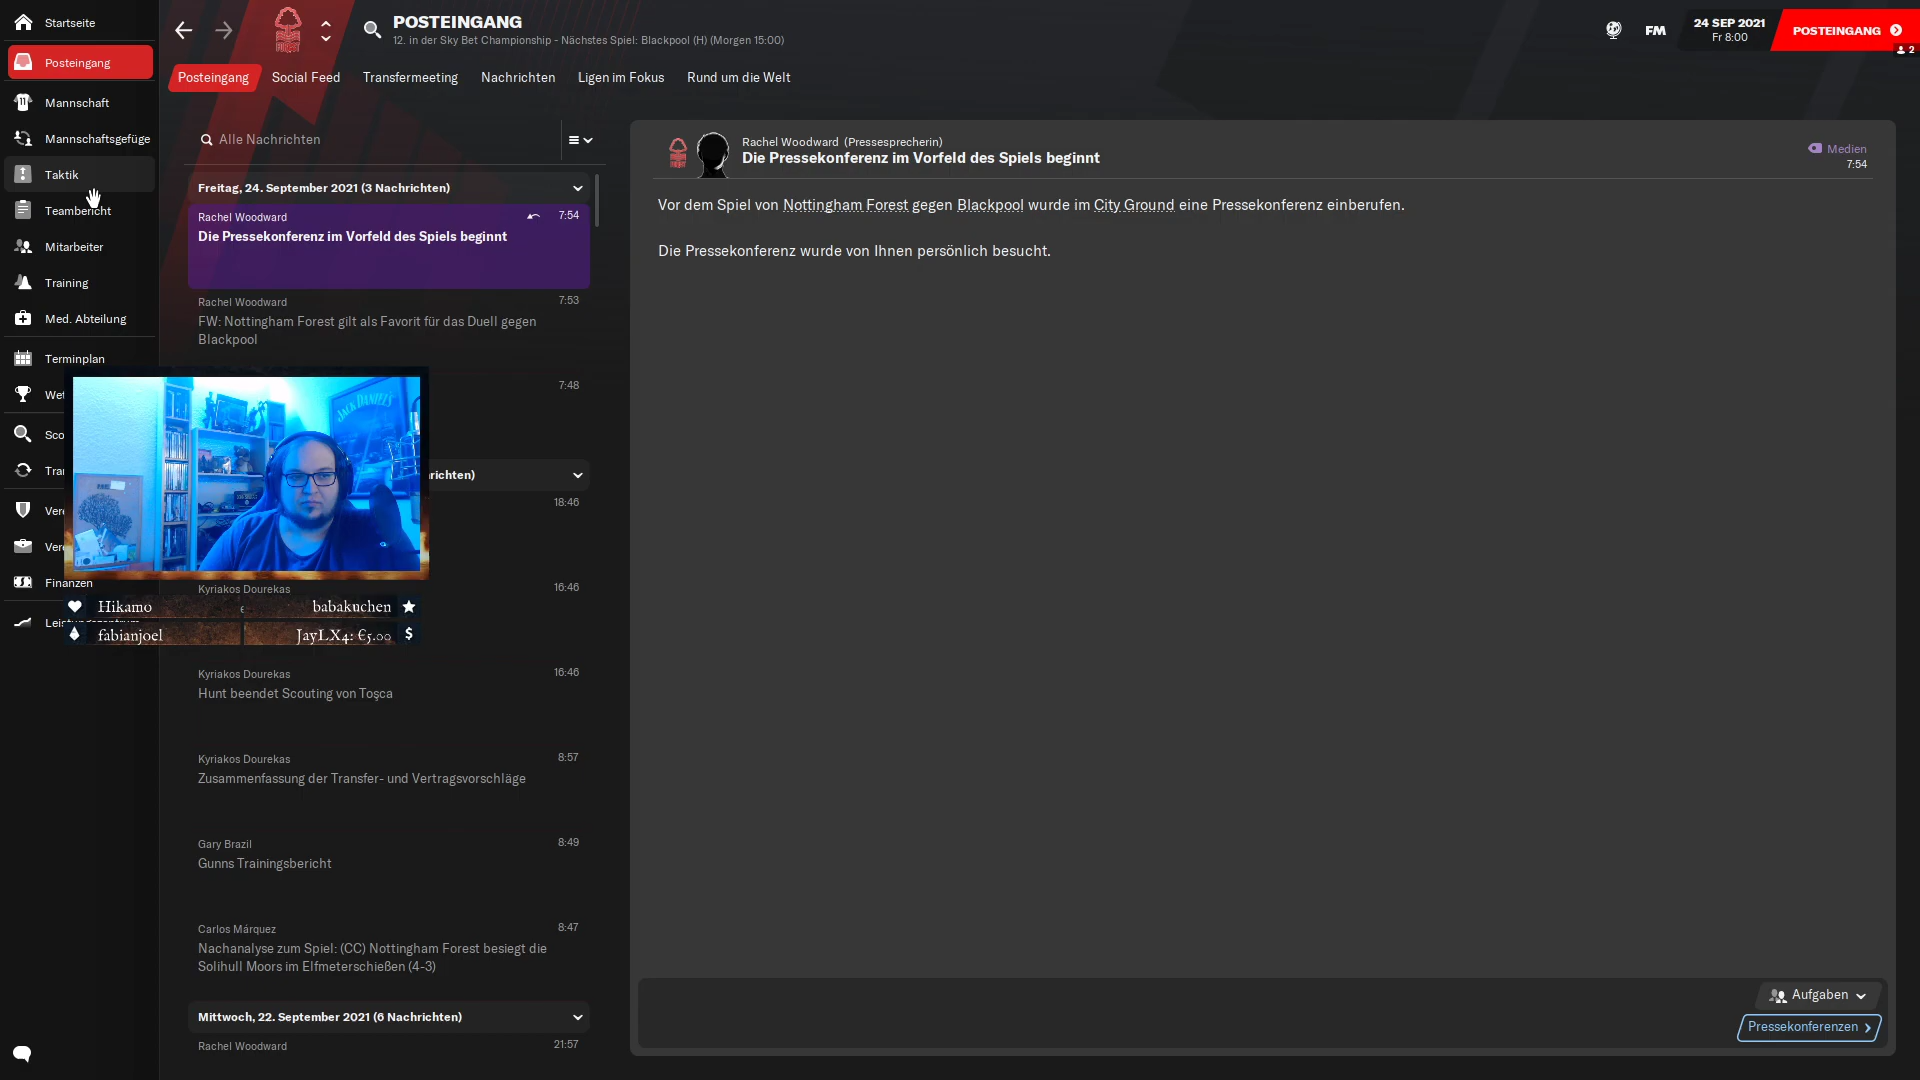 Startseite
Posteingang
Mannschaft
Mannschaftsgefüge
Taktik
Teambericht
Mitarbeiter
Training
Med. Abteilung
Terminplan
Wet
Sco
Tra
Ver
Ver
Finanzen
POSTEINGANG
12. in der Sky Bet Championship - Nächstes Spiel: Blackpool (H) (Morgen 15:00)
FM
24 SEP 2021
Fr 8:00
POSTEINGANG
2
Posteingang Social Feed Transfermeeting Nachrichten Ligen im Fokus Rund um die Welt
Alle Nachrichten
Freitag, 24. September 2021 (3 Nachrichten)
Rachel Woodward 7:54
Die Pressekonferenz im Vorfeld des Spiels beginnt
Rachel Woodward 7:53
FW: Nottingham Forest gilt als Favorit für das Duell gegen
Blackpool
7:48
JACK DANIEL'S
richten)
18:46
Kyriakos Dourekas 16:46
Hikamo babakuchen
fabianjoel JayLX4: €5.00 $
Kyriakos Dourekas 16:46
Hunt beendet Scouting von Toşca
Kyriakos Dourekas 8:57
Zusammenfassung der Transfer- und Vertragsvorschläge
Gary Brazil 8:49
Gunns Trainingsbericht
Carlos Márquez 8:47
Nachanalyse zum Spiel: (CC) Nottingham Forest besiegt die
Solihull Moors im Elfmeterschießen (4-3)
Mittwoch, 22. September 2021 (6 Nachrichten)
Rachel Woodward 21:57
Rachel Woodward (Pressesprecherin)
Die Pressekonferenz im Vorfeld des Spiels beginnt
Medien
7:54
Vor dem Spiel von Nottingham Forest gegen Blackpool wurde im City Ground eine Pressekonferenz einberufen.
Die Pressekonferenz wurde von Ihnen persönlich besucht.
Aufgaben
Pressekonferenzen